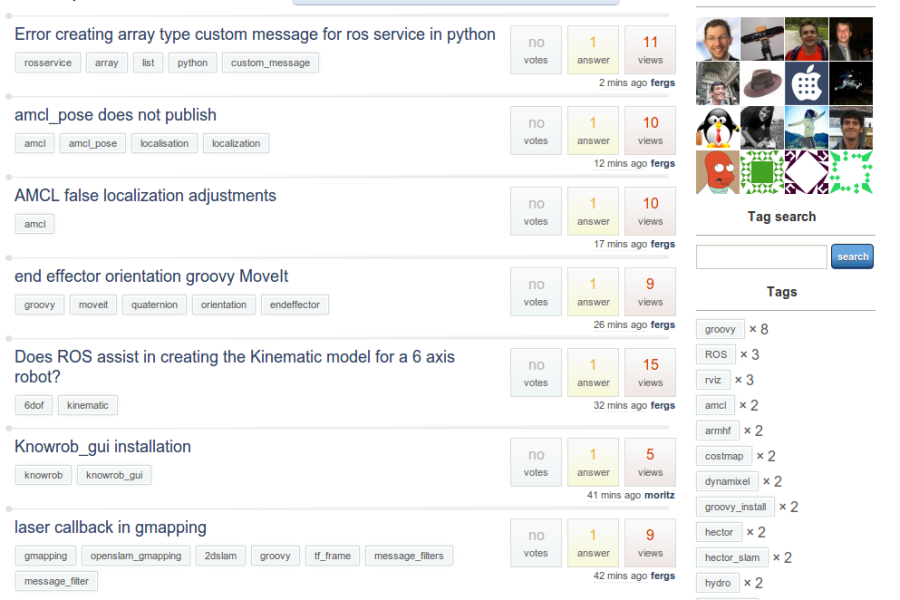 Error creating array type custom message for ros service in python
rosservice array list python custom_message
no 1 11
votes answer views
2 mins ago fergs
amcl_pose does not publish
amcl amcl_pose localisation localization
no 1 10
votes answer views
12 mins ago fergs
AMCL false localization adjustments
amcl
no 1 10
votes answer views
17 mins ago fergs
end effector orientation groovy MoveIt
groovy moveit quaternion orientation endeffector
no 1 9
votes answer views
26 mins ago fergs
Does ROS assist in creating the Kinematic model for a 6 axis
robot?
6dof kinematic
no 1 15
votes answer views
32 mins ago fergs
Knowrob_gui installation
knowrob knowrob_gui
no 1 5
votes answer views
41 mins ago moritz
laser callback in gmapping
gmapping openslam_gmapping 2dslam groovy tf_frame message_filters
message_filter
no 1 9
votes answer views
42 mins ago fergs
Tag search
search
Tags
groovy × 8
ROS × 3
rviz × 3
amcl × 2
armhf × 2
costmap × 2
dynamixel × 2
groovy_install × 2
hector × 2
hector_slam × 2
hydro × 2